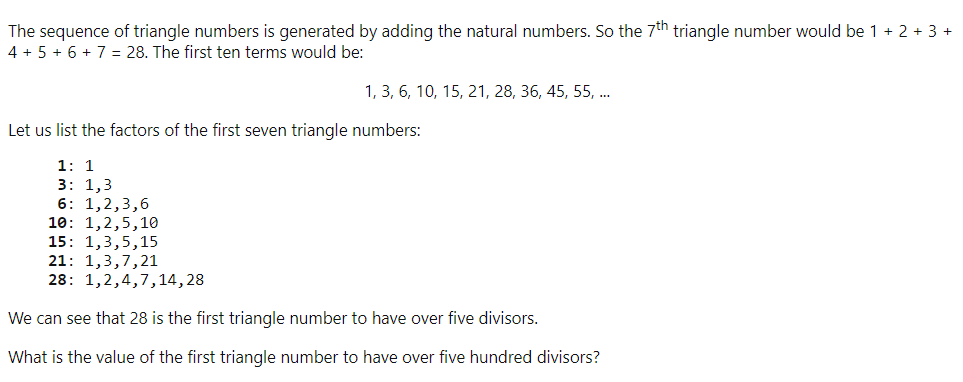 The sequence of triangle numbers is generated by adding the natural numbers. So the 7th triangle number would be 1 + 2 + 3 +
4 + 5 + 6 + 7 = 28. The first ten terms would be:
1, 3, 6, 10, 15, 21, 28, 36, 45, 55, ...
Let us list the factors of the first seven triangle numbers:
1: 1
3: 1,3
6: 1,2,3,6
10: 1,2,5,10
15: 1,3,5,15
21: 1,3,7,21
28: 1,2,4,7,14,28
We can see that 28 is the first triangle number to have over five divisors.
What is the value of the first triangle number to have over five hundred divisors?